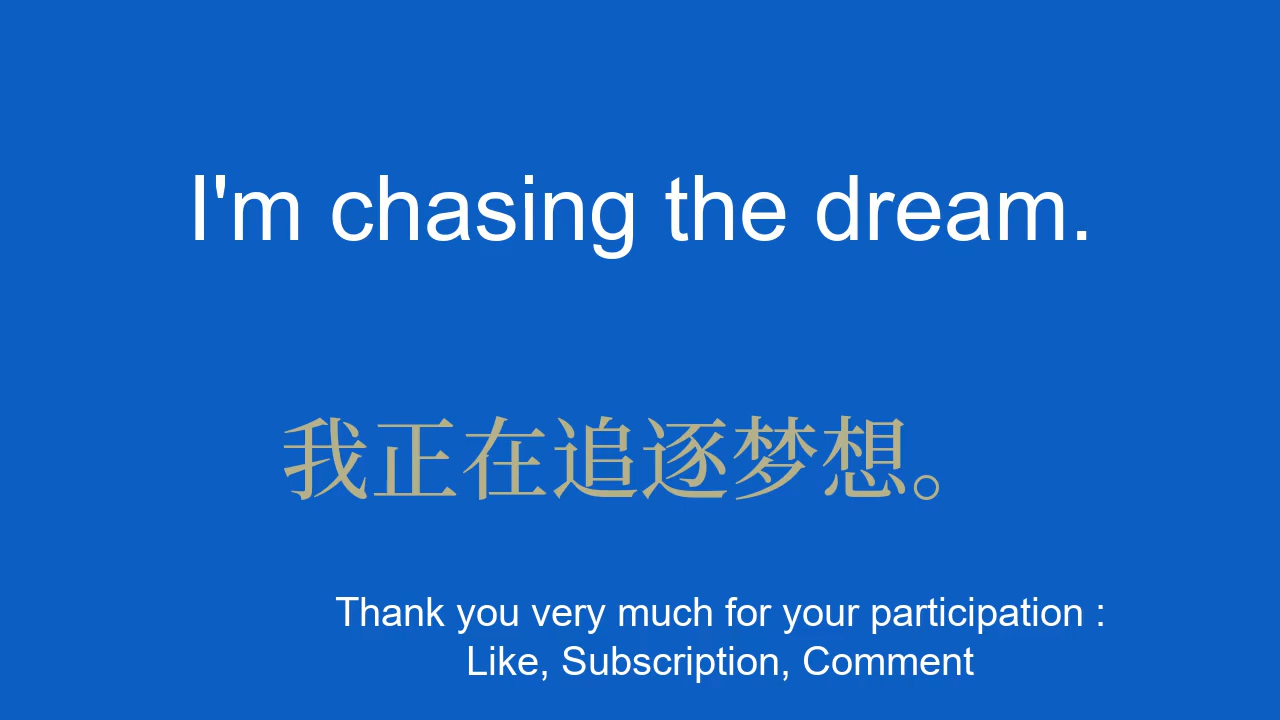 I'm chasing the dream.
我正在追逐梦想。
Thank you very much for your participation :
Like, Subscription, Comment